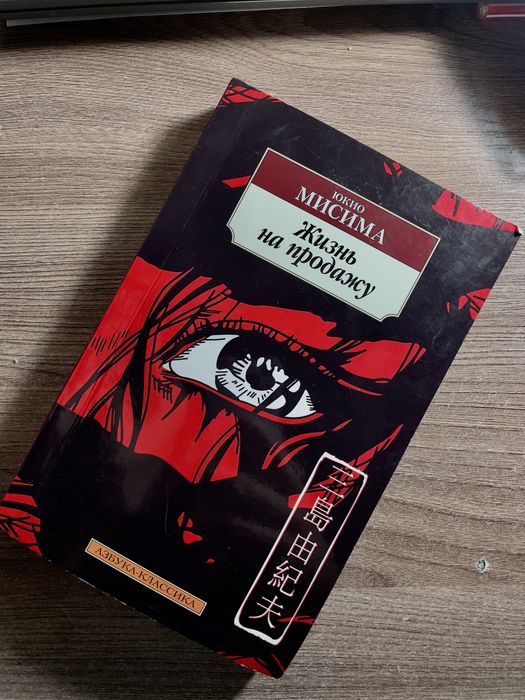 ЮКИО
МИСИМА
Жизнь
на продажу
三島由紀夫
АЗБУКА-КЛАССИКА